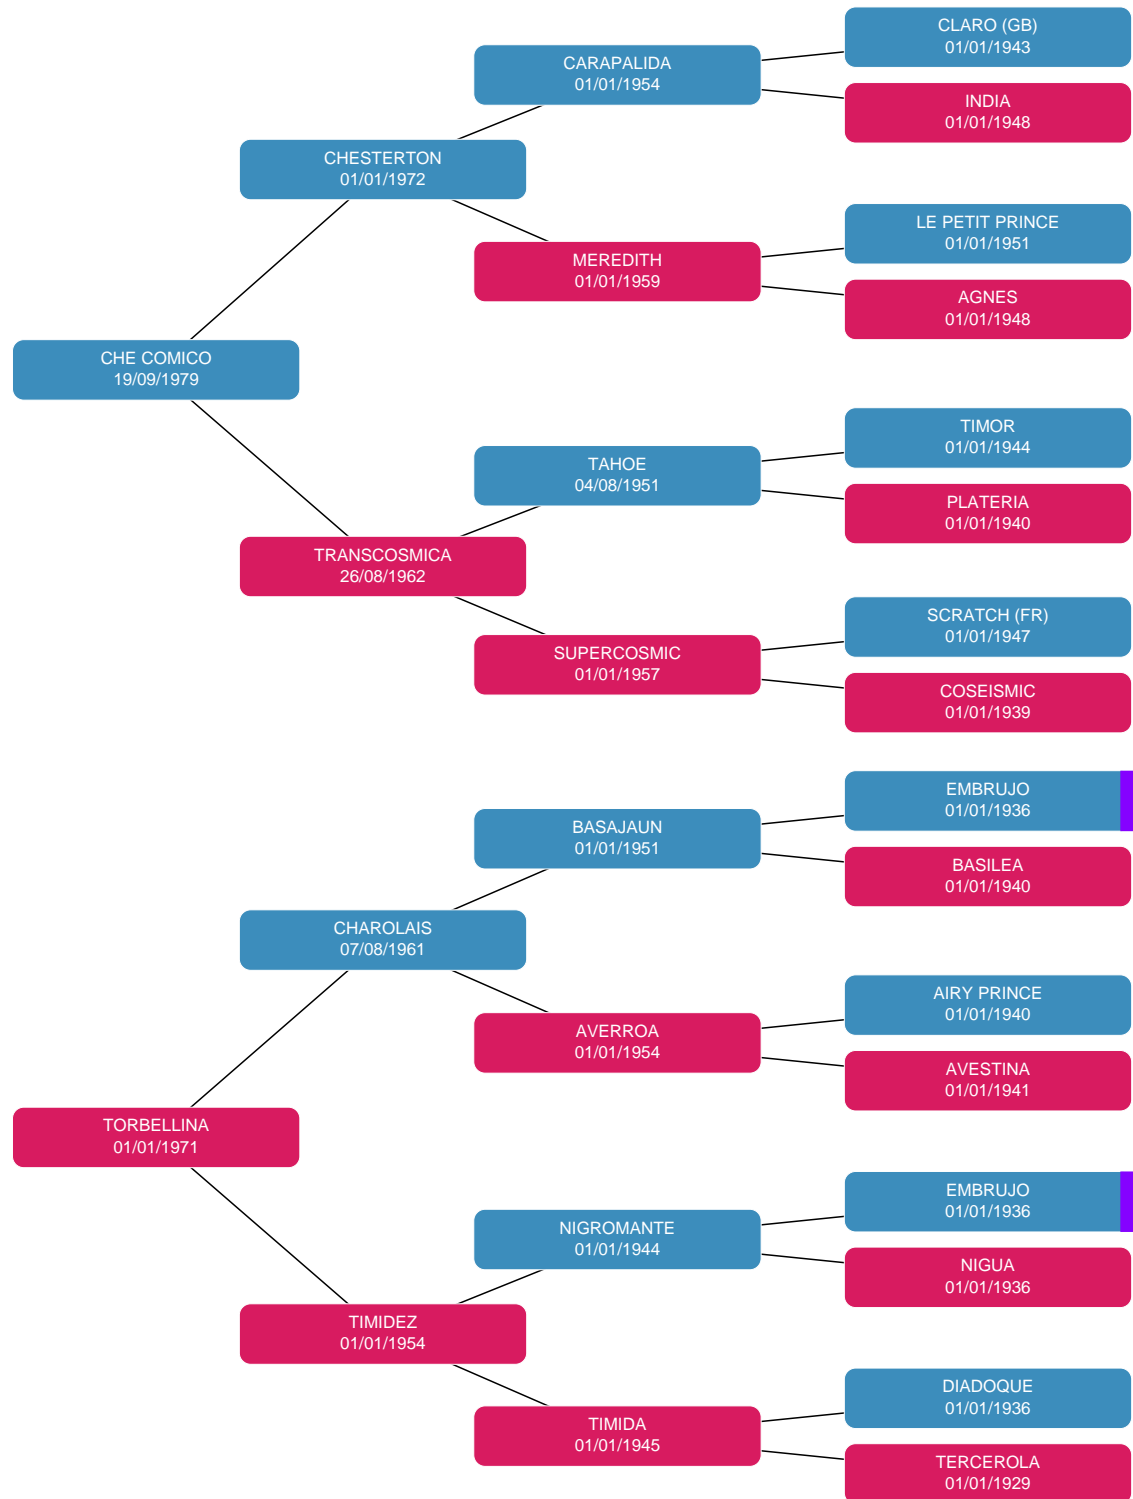 CLARO (GB)
01/01/1943
CARAPALIDA
01/01/1954
INDIA
01/01/1948
CHESTERTON
01/01/1972
LE PETIT PRINCE
01/01/1951
MEREDITH
01/01/1959
AGNES
01/01/1948
CHE COMICO
19/09/1979
TIMOR
01/01/1944
TAHOE
04/08/1951
PLATERIA
01/01/1940
TRANSCOSMICA
26/08/1962
SCRATCH (FR)
01/01/1947
SUPERCOSMIC
01/01/1957
COSEISMIC
01/01/1939
EMBRUJO
01/01/1936
BASAJAUN
01/01/1951
BASILEA
01/01/1940
CHAROLAIS
07/08/1961
AIRY PRINCE
01/01/1940
AVERROA
01/01/1954
AVESTINA
01/01/1941
TORBELLINA
01/01/1971
EMBRUJO
01/01/1936
NIGROMANTE
01/01/1944
NIGUA
01/01/1936
TIMIDEZ
01/01/1954
DIADOQUE
01/01/1936
TIMIDA
01/01/1945
TERCEROLA
01/01/1929